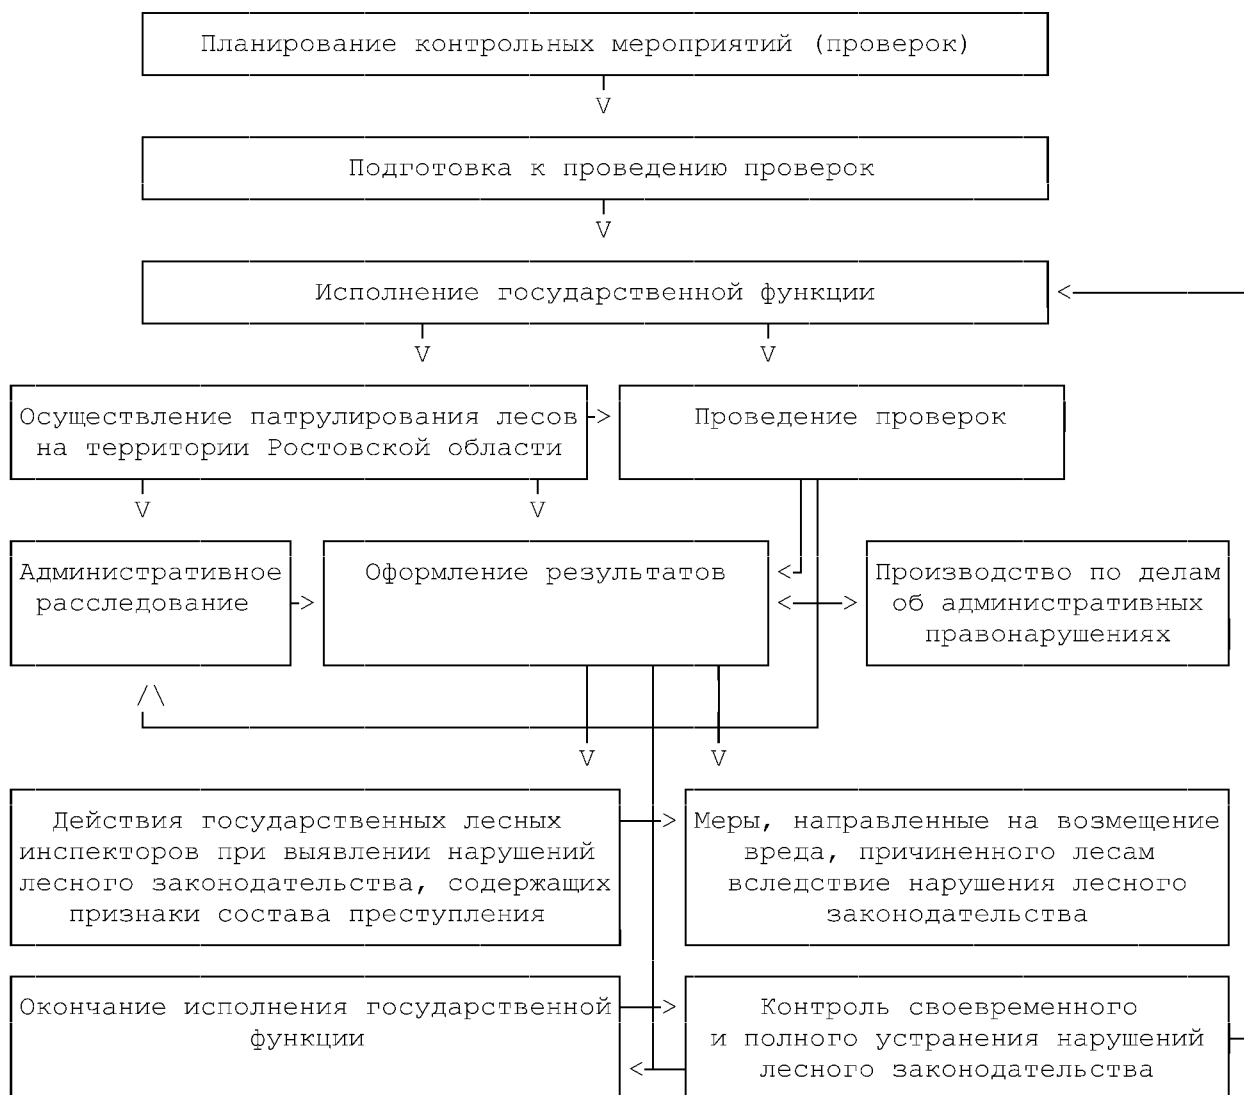 Планирование контрольных мероприятий (проверок)
Подготовка к проведению проверок
Исполнение государственной функции
Осуществление патрулирования лесов
на территории Ростовской области
Проведение проверок
Административное
расследование
Оформление результатов
Производство по делам
об административных
правонарушениях
Действия государственных лесных
инспекторов при выявлении нарушений
лесного законодательства, содержащих
признаки состава преступления
Меры, направленные на возмещение
вреда, причиненного лесам
вследствие нарушения лесного
законодательства
Окончание исполнения государственной
функции
Контроль своевременного
и полного устранения нарушений
лесного законодательства